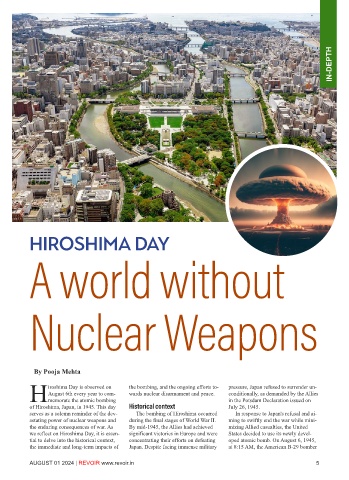 IN-DEPTH
HIROSHIMA DAY
A world without
Nuclear Weapons
By Pooja Mehta
Hiroshima Day is observed on
August 6th every year to com-
memorate the atomic bombing
of Hiroshima, Japan, in 1945. This day
serves as a solemn reminder of the dev-
astating power of nuclear weapons and
the enduring consequences of war. As
we reflect on Hiroshima Day, it is essen-
tial to delve into the historical context,
the immediate and long-term impacts of
the bombing, and the ongoing efforts to-
wards nuclear disarmament and peace.
Historical context
The bombing of Hiroshima occurred
during the final stages of World War II.
By mid-1945, the Allies had achieved
significant victories in Europe and were
concentrating their efforts on defeating
Japan. Despite facing immense military
pressure, Japan refused to surrender un-
conditionally, as demanded by the Allies
in the Potsdam Declaration issued on
July 26, 1945.
In response to Japan's refusal and ai-
ming to swiftly end the war while mini-
mizing Allied casualties, the United
States decided to use its newly devel-
oped atomic bomb. On August 6, 1945,
at 8:15 AM, the American B-29 bomber
AUGUST 01 2024 | REVOIR www.revoir.in
5